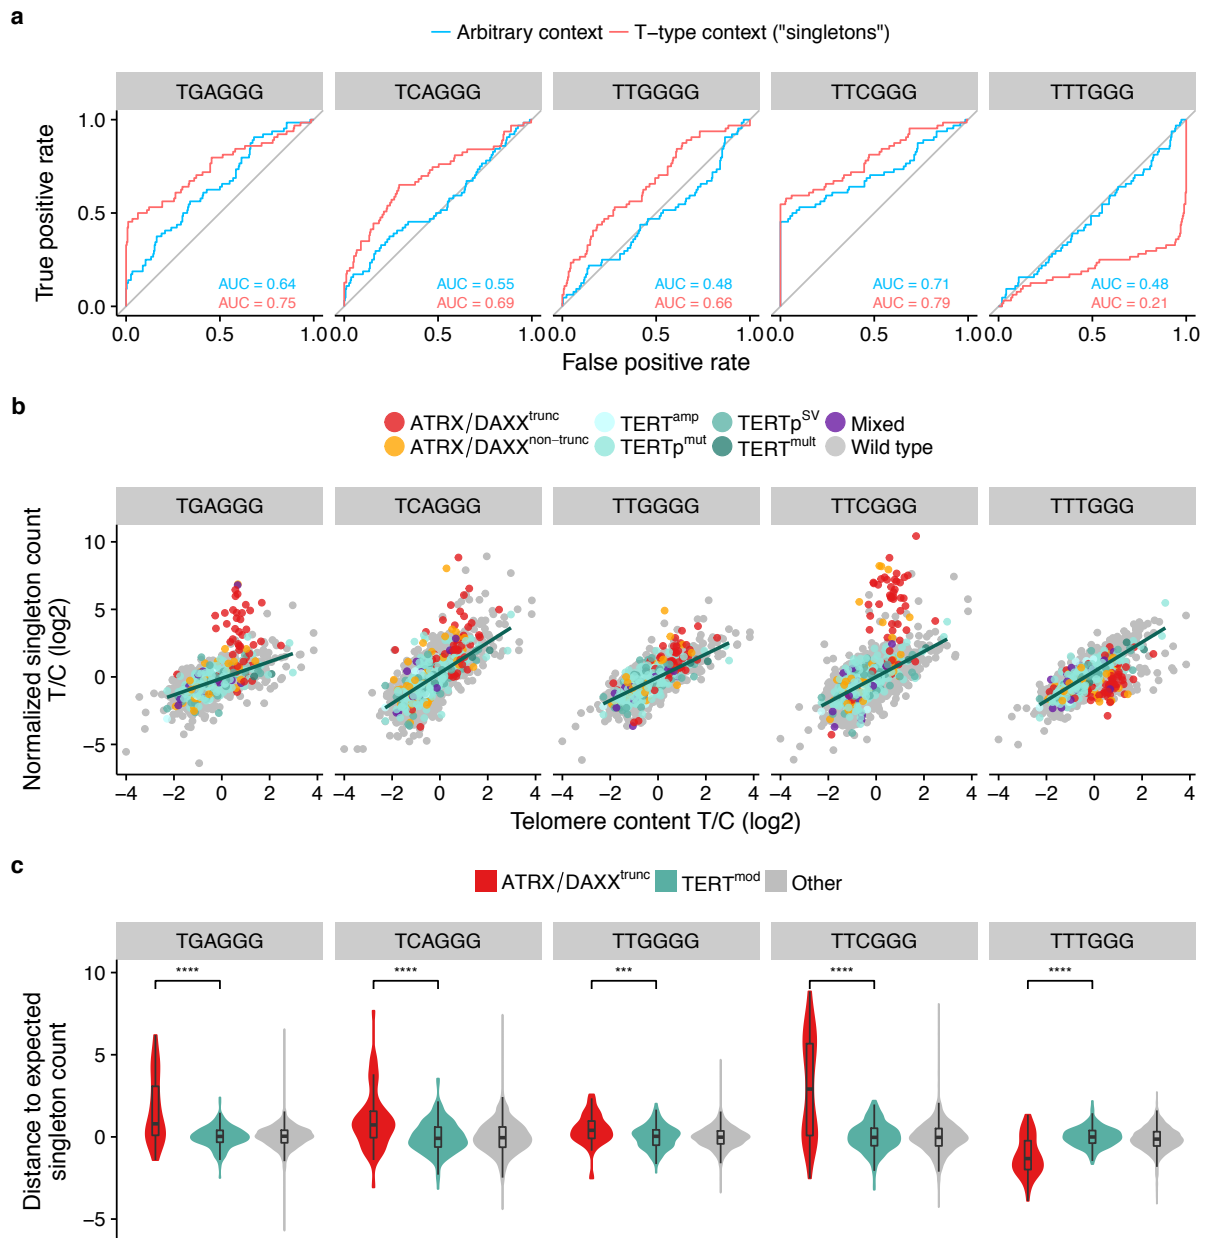 a
Arbitrary context T−type context ("singletons")
TGAGGG TCAGGG TTGGGG TTCGGG TTTGGG
True positive rate
1.0
0.5
0.0
AUC = 0.64 AUC = 0.55 AUC = 0.48 AUC = 0.71 AUC = 0.48
AUC = 0.75 AUC = 0.69 AUC = 0.66 AUC = 0.79 AUC = 0.21
0.0 0.5 1.0 0.0 0.5 1.0 0.0 0.5 1.0 0.0 0.5 1.0 0.0 0.5 1.0
False positive rate
b
ATRX/DAXXtrunc TERTamp TERTpSV Mixed
ATRX/DAXXnon−trunc TERTpmut TERTmult Wild type
TGAGGG TCAGGG TTGGGG TTCGGG TTTGGG
Normalized singleton count
T/C (log2)
10
5
0
−5
−4 −2 0 2 4 −4 −2 0 2 4 −4 −2 0 2 4 −4 −2 0 2 4 −4 −2 0 2 4
Telomere content T/C (log2)
c
ATRX/DAXXtrunc TERTmod Other
TGAGGG TCAGGG TTGGGG TTCGGG TTTGGG
Distance to expected
singleton count
10
5
0
−5
**** **** *** **** ****